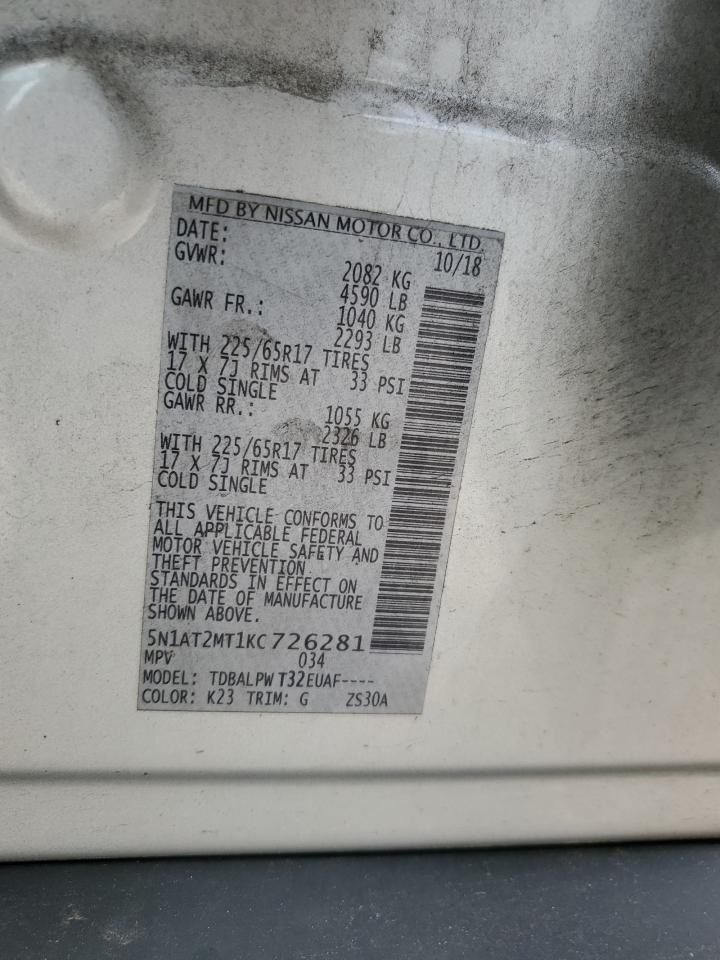 MFD BY NISSAN MOTOR CO., LTD.
DATE: 10/18
GVWR: 2082 KG
4590 LB
GAWR FR.: 1040 KG
2293 LB
WITH 225/65R17 TIRES
17 X 7J RIMS AT 33 PSI
COLD SINGLE
GAWR RR.: 1055 KG
2326 LB
WITH 225/65R17 TIRES
17 X 7J RIMS AT 33 PSI
COLD SINGLE
THIS VEHICLE CONFORMS TO
ALL APPLICABLE FEDERAL
MOTOR VEHICLE SAFETY AND
THEFT PREVENTION
STANDARDS IN EFFECT ON
THE DATE OF MANUFACTURE
SHOWN ABOVE.
5N1AT2MT1KC726281
MPV 034
MODEL: TDBALPW T32EUAF----
COLOR: K23 TRIM: G ZS30A